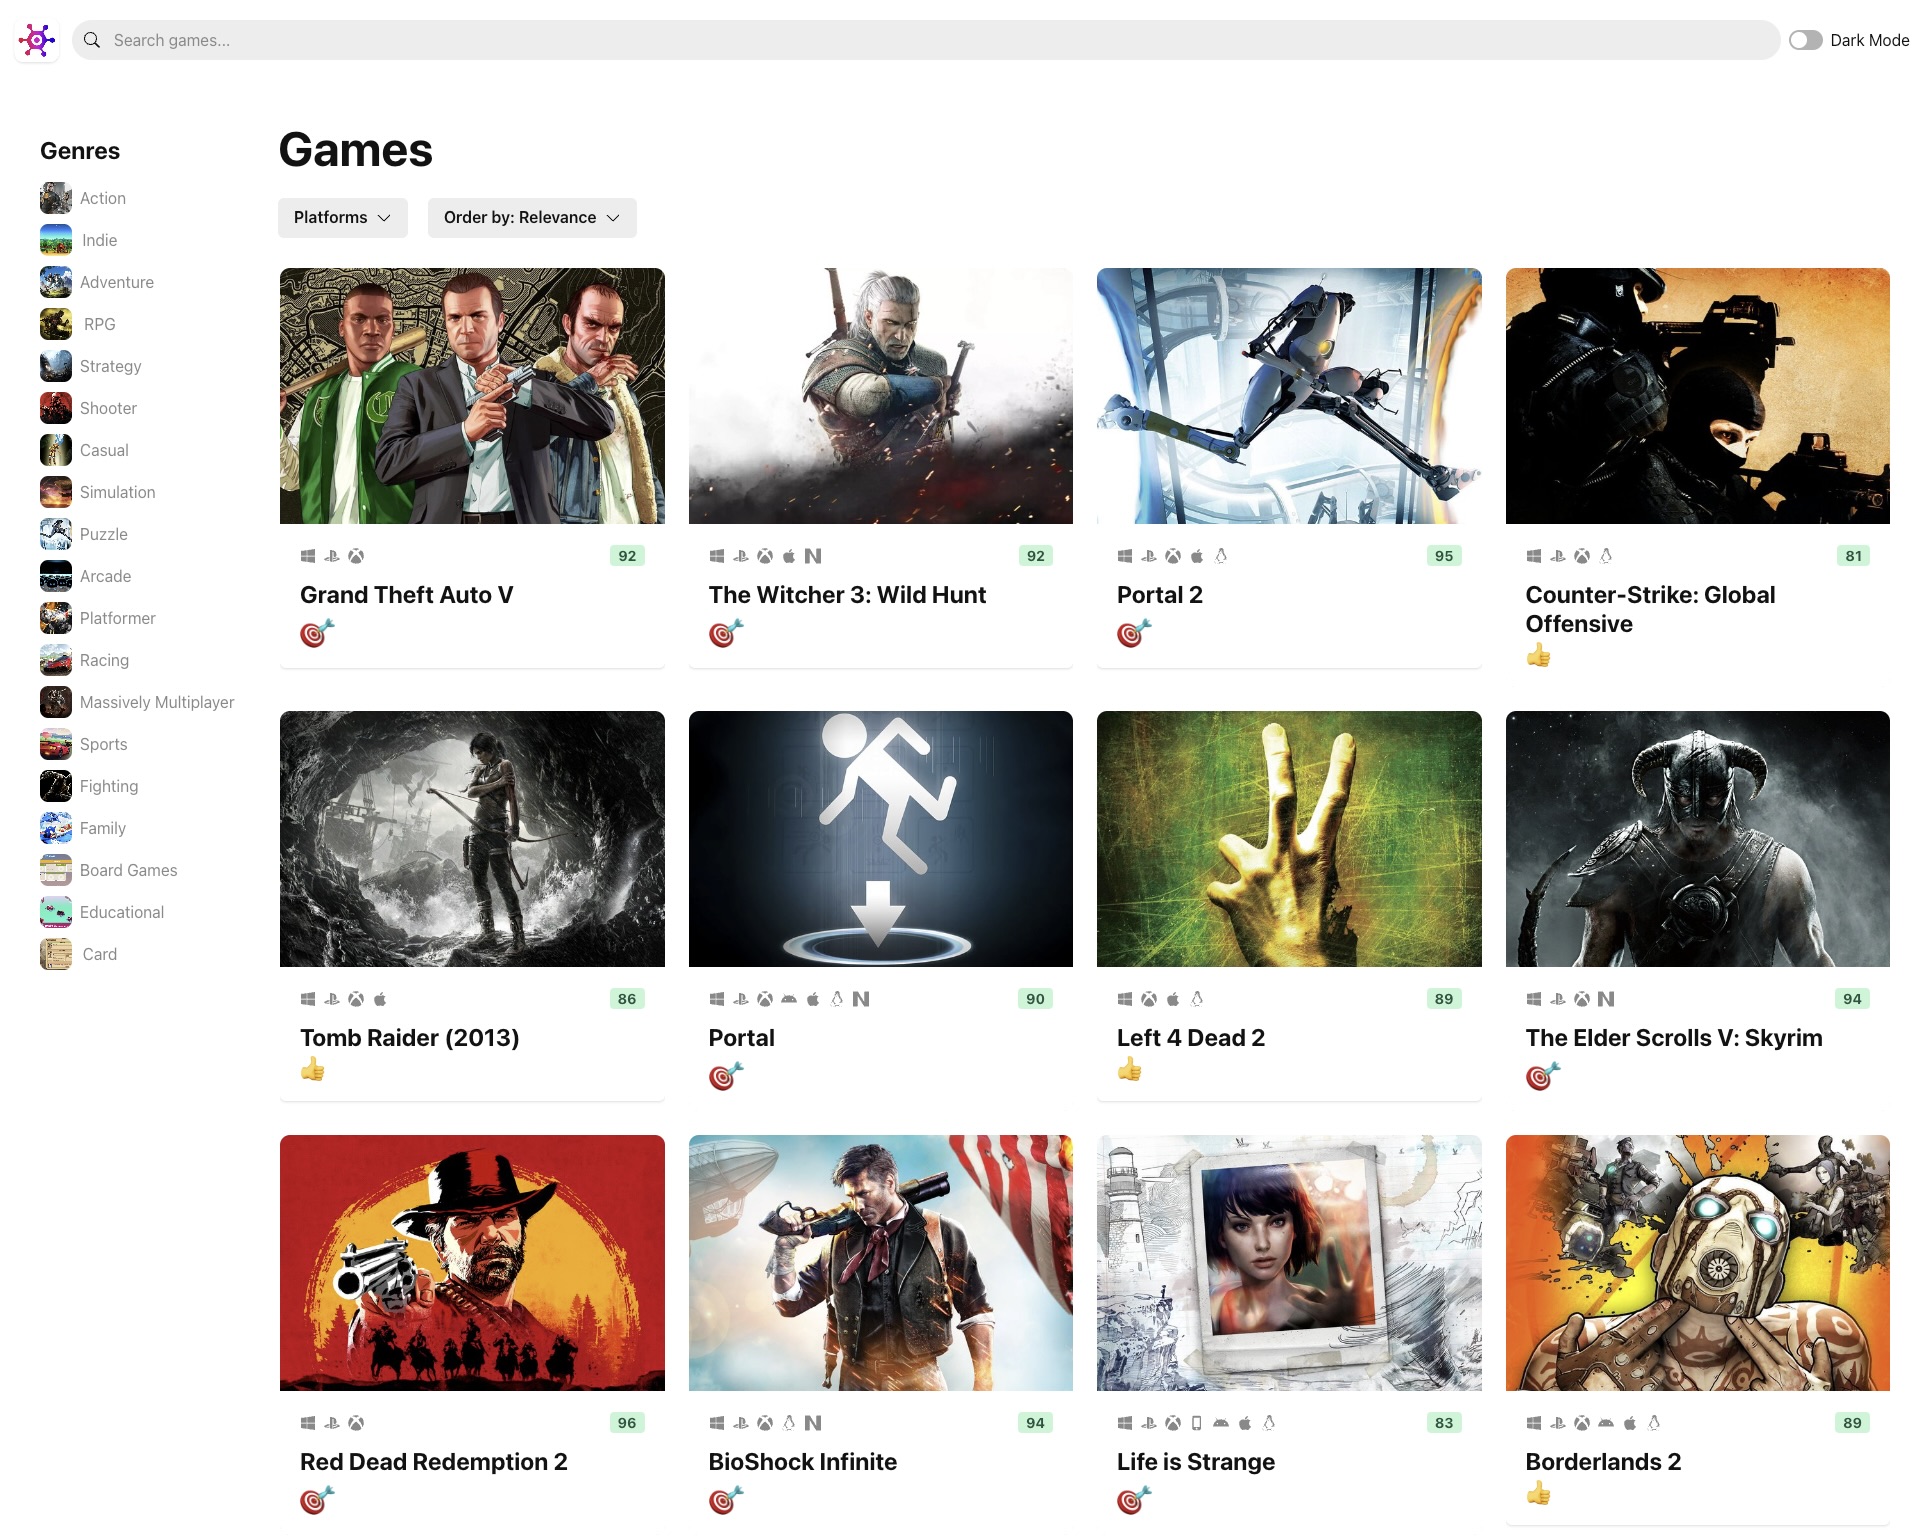 Search games...
Dark Mode
Genres
Action
Indie
Adventure
RPG
Strategy
Shooter
Casual
Simulation
Puzzle
Arcade
Platformer
Racing
Massively Multiplayer
Sports
Fighting
Family
Board Games
Educational
Card
Games
Platforms
Order by: Relevance
92
Grand Theft Auto V
92
The Witcher 3: Wild Hunt
95
Portal 2
81
Counter-Strike: Global
Offensive
86
Tomb Raider (2013)
90
Portal
89
Left 4 Dead 2
94
The Elder Scrolls V: Skyrim
96
Red Dead Redemption 2
94
BioShock Infinite
83
Life is Strange
89
Borderlands 2